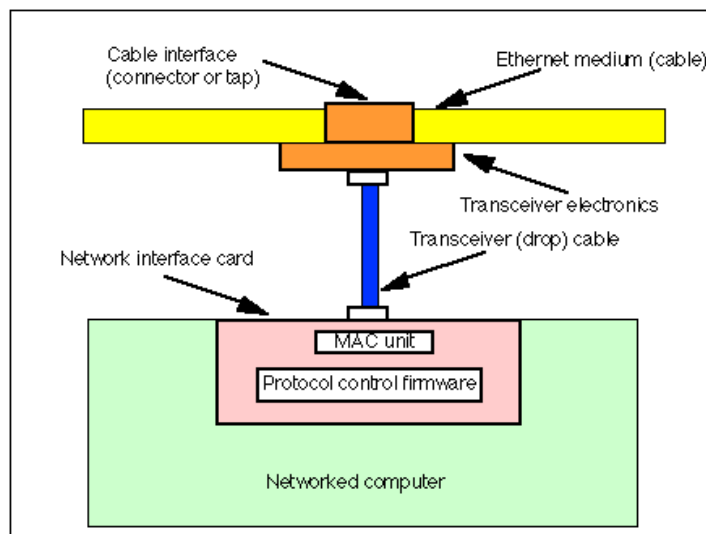 Cable interface
(connector or tap)
Ethernet medium (cable)
Transceiver electronics
Transceiver (drop) cable
Network interface card
MAC unit
Protocol control firmware
Networked computer